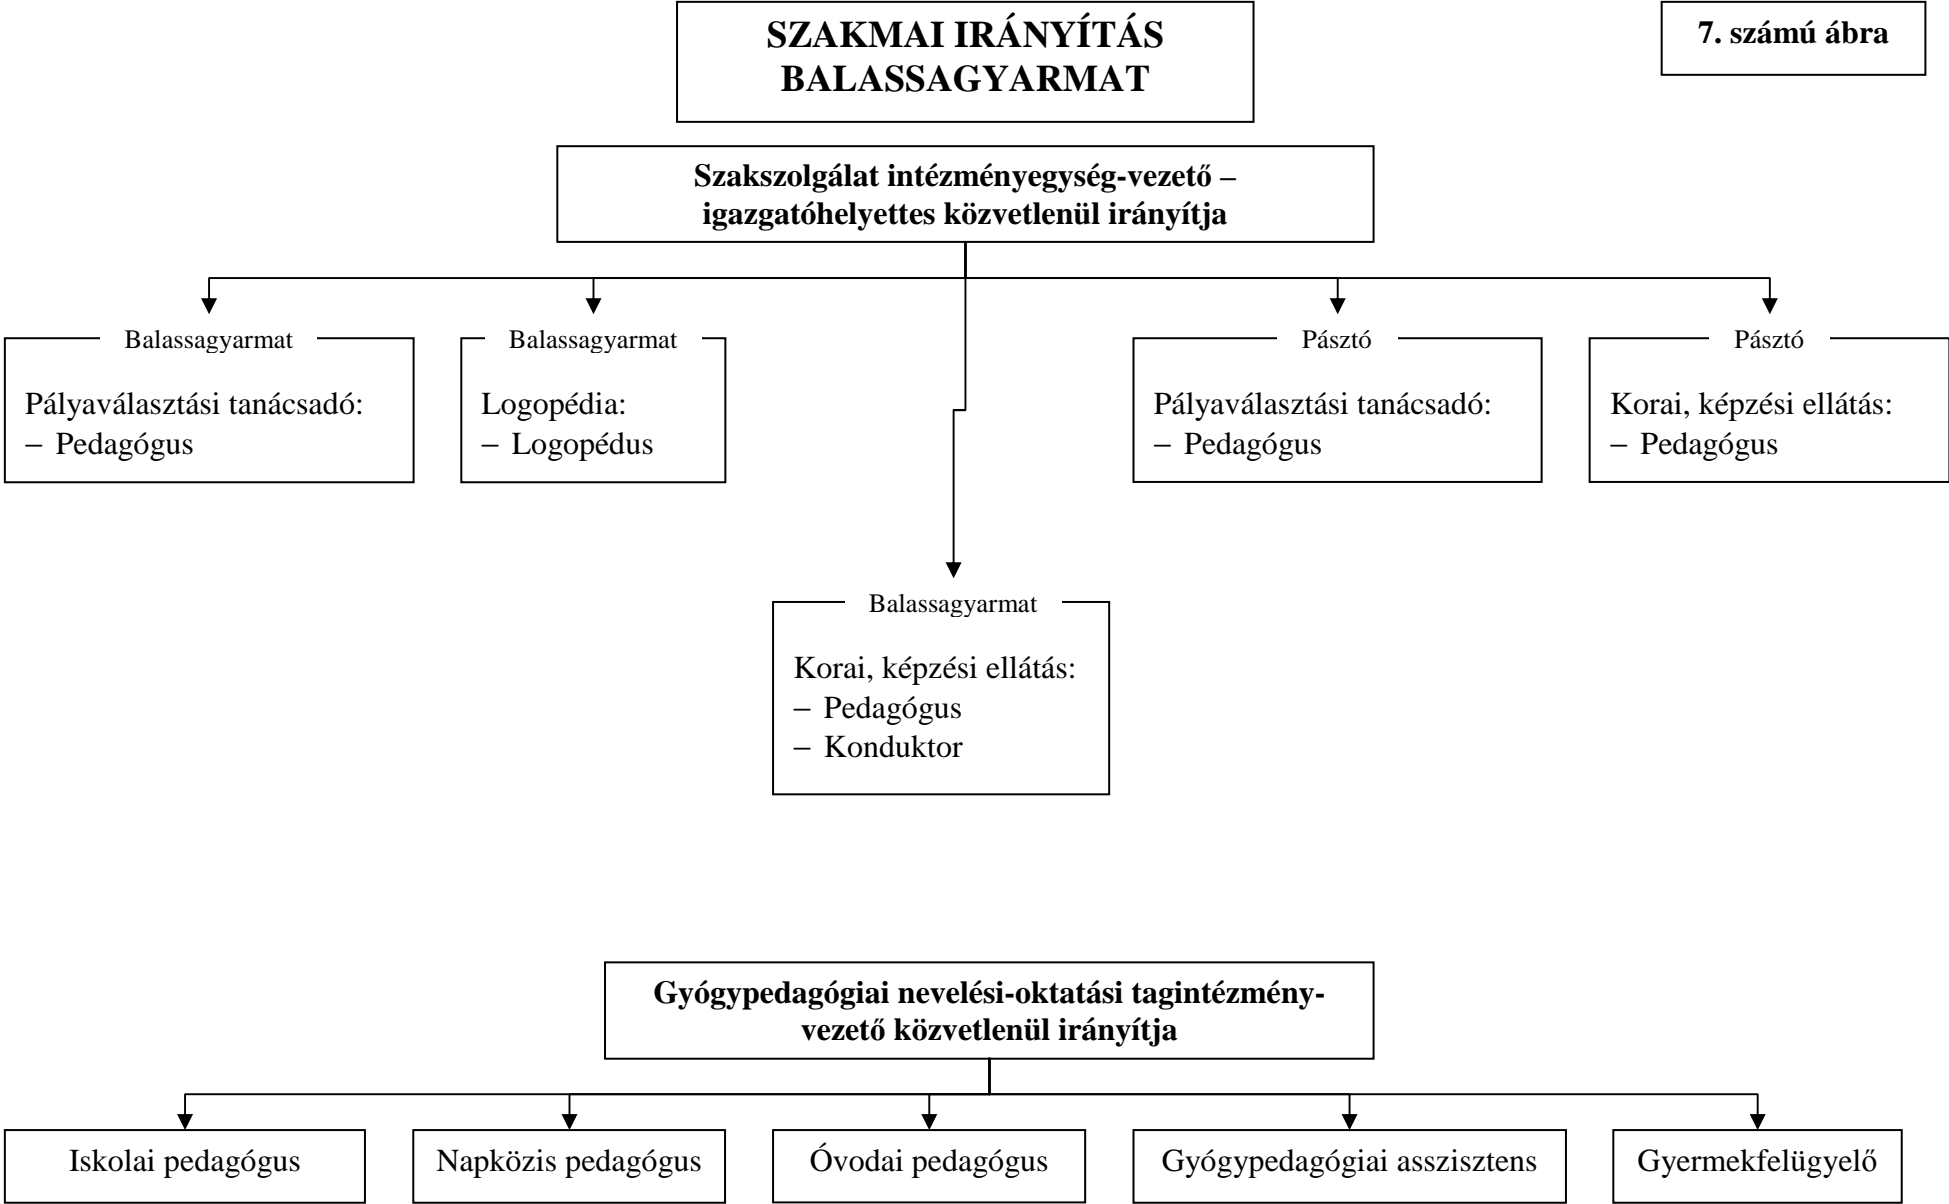 SZAKMAI IRÁNYÍTÁS
BALASSAGYARMAT
7. számú ábra
Szakszolgálat intézményegység-vezető –
igazgatóhelyettes közvetlenül irányítja
Balassagyarmat
Pályaválasztási tanácsadó:
– Pedagógus
Balassagyarmat
Logopédia:
– Logopédus
Pásztó
Pályaválasztási tanácsadó:
– Pedagógus
Pásztó
Korai, képzési ellátás:
– Pedagógus
Balassagyarmat
Korai, képzési ellátás:
– Pedagógus
– Konduktor
Gyógypedagógiai nevelési-oktatási tagintézmény-
vezető közvetlenül irányítja
Iskolai pedagógus
Napközis pedagógus
Óvodai pedagógus
Gyógypedagógiai asszisztens
Gyermekfelügyelő